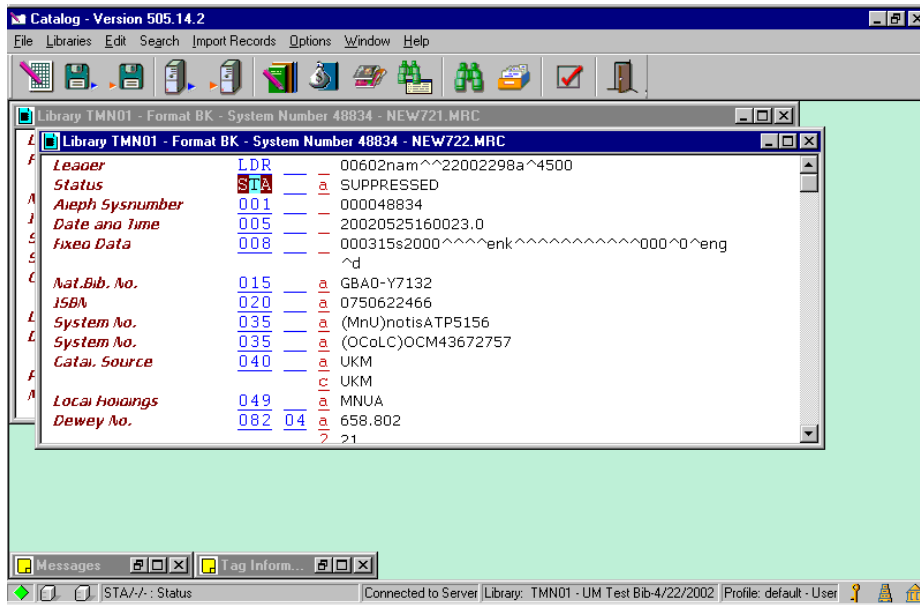 Catalog - Version 505.14.2
File Libraries Edit Search Import Records Options Window Help
Library TMN01 - Format BK - System Number 48834 - NEW721.MRC
Library TMN01 - Format BK - System Number 48834 - NEW722.MRC
Leader LDR 00602nam^^22002298a^4500
Status STA a SUPPRESSED
Aleph Sysnumber 001 000048834
Date and Time 005 20020525160023.0
Fixed Data 008 000315s2000^^^^enk^^^^^^^^^^^^000^0^eng
^d
Nat.Bib. No. 015 a GBA0-Y7132
ISBN 020 a 0750622466
System No. 035 a (MnU)notisATP5156
System No. 035 a (OCoLC)OCM43672757
Catal. Source 040 a UKM
c UKM
Local Holdings 049 a MNUA
Dewey No. 082 04 a 658.802
2 21
Messages
Tag Inform...
STA/-/- : Status
Connected to Server
Library: TMN01 - UM Test Bib-4/22/2002
Profile: default - User